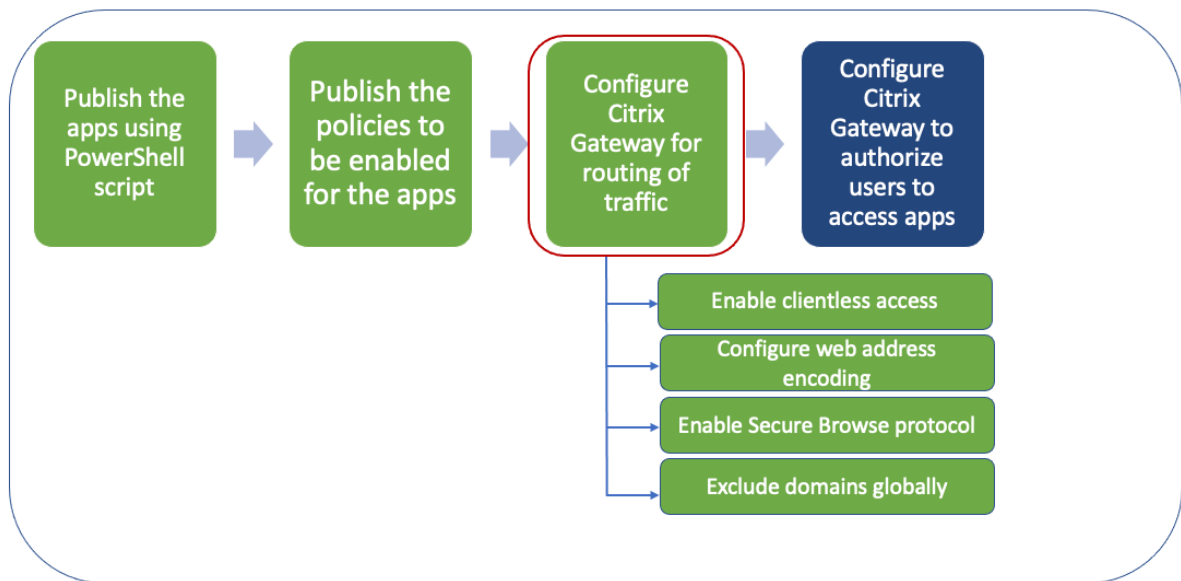 Publish the
apps using
PowerShell
script
Publish the
policies to
be enabled
for the apps
Configure
Citrix
Gateway for
routing of
traffic
Configure
Citrix
Gateway to
authorize
users to
access apps
Enable clientless access
Configure web address
encoding
Enable Secure Browse protocol
Exclude domains globally